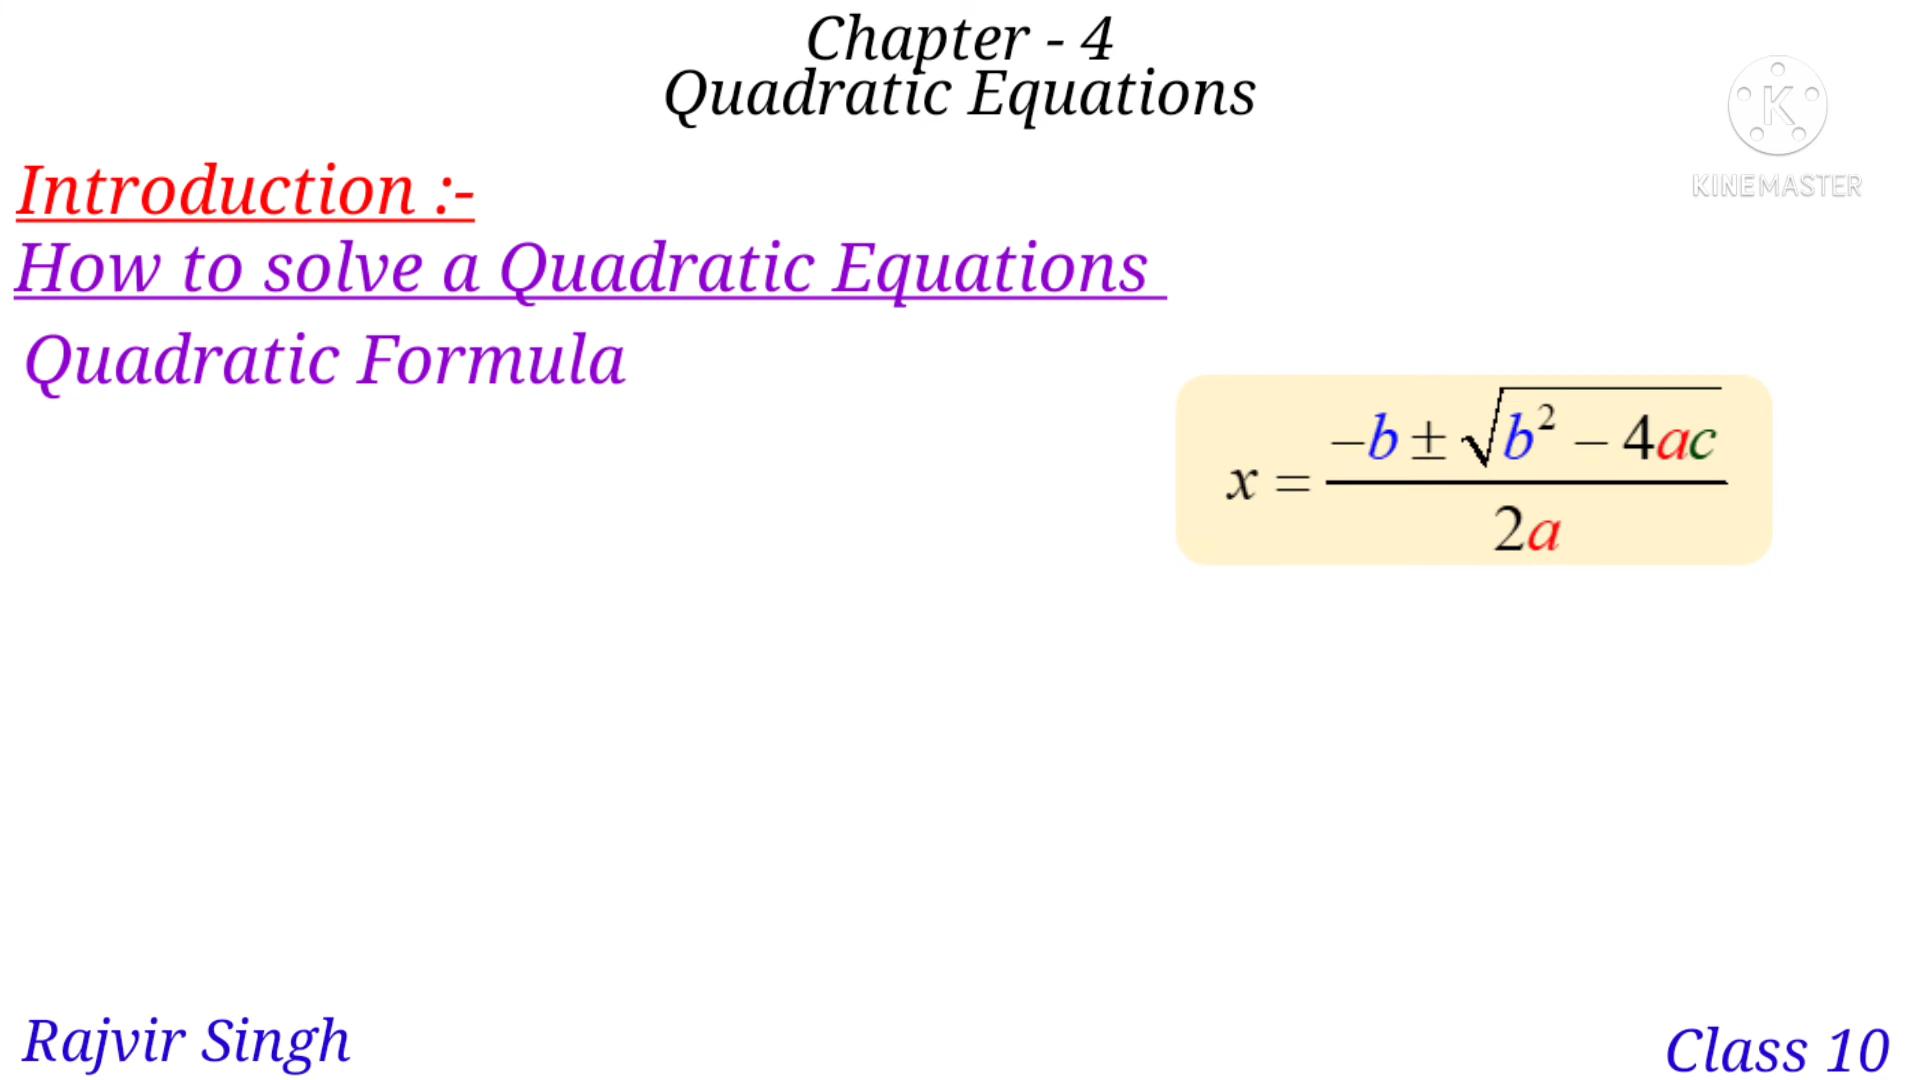 Chapter - 4
Quadratic Equations
K
KINEMASTER
Introduction :-
How to solve a Quadratic Equations
Quadratic Formula
x = −b ± √b² − 4ac / 2a
Rajvir Singh
Class 10